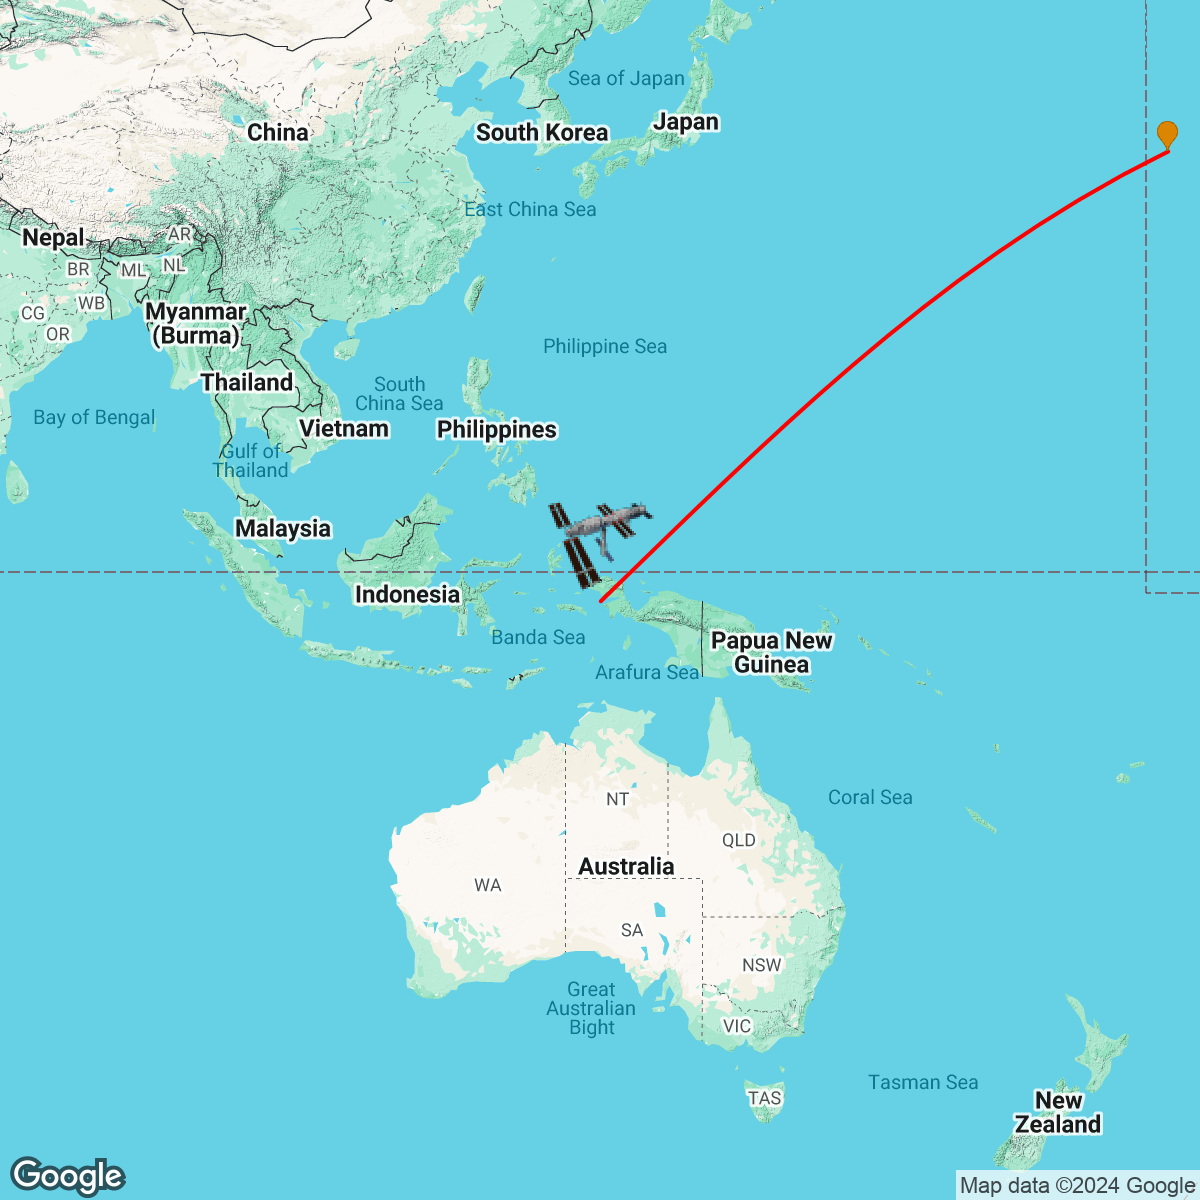 Sea of Japan
China
South Korea
Japan
East China Sea
Nepal
AR
BR
ML
NL
WB
CG
OR
Myanmar
(Burma)
Philippine Sea
Thailand
South
China Sea
Bay of Bengal
Vietnam
Philippines
Gulf of
Thailand
Malaysia
Indonesia
Banda Sea
Papua New
Guinea
Arafura Sea
NT
Coral Sea
QLD
Australia
WA
SA
NSW
Great
Australian
Bight
VIC
TAS
Tasman Sea
New
Zealand
Google
Map data ©2024 Google